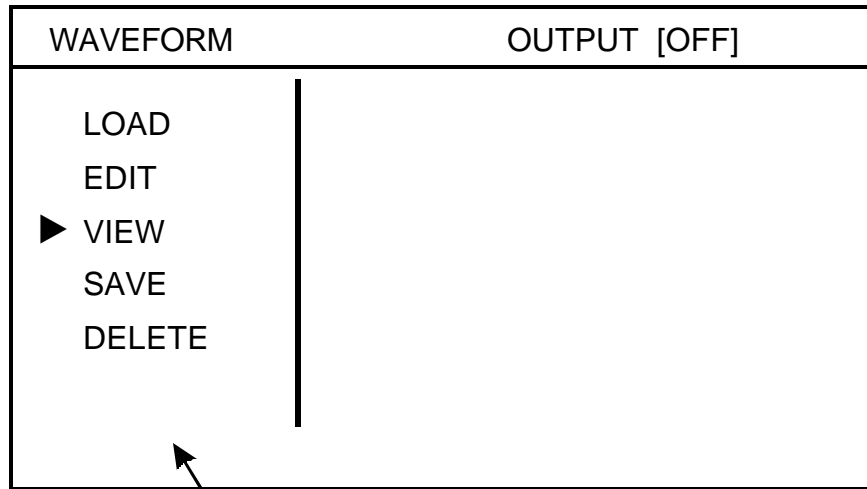 WAVEFORM OUTPUT [OFF]
LOAD
EDIT
VIEW
SAVE
DELETE